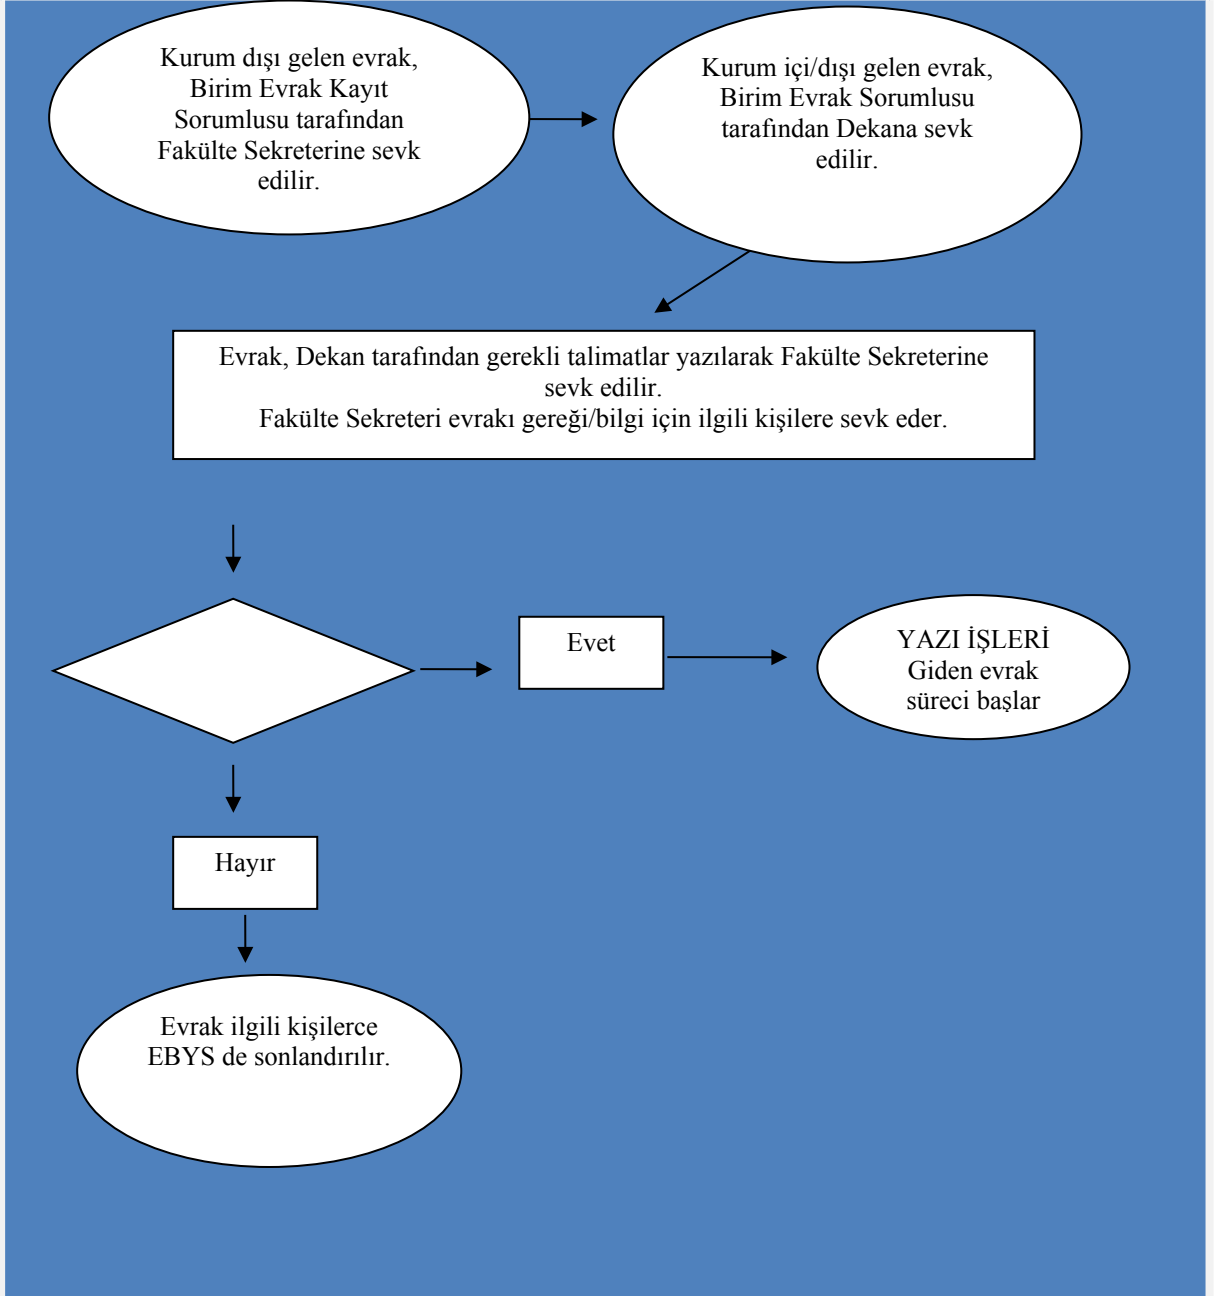 Kurum dışı gelen evrak,
Birim Evrak Kayıt
Sorumlusu tarafından
Fakülte Sekreterine sevk
edilir.
Kurum içi/dışı gelen evrak,
Birim Evrak Sorumlusu
tarafından Dekana sevk
edilir.
Evrak, Dekan tarafından gerekli talimatlar yazılarak Fakülte Sekreterine
sevk edilir.
Fakülte Sekreteri evrakı gereği/bilgi için ilgili kişilere sevk eder.
Evet
YAZI İŞLERİ
Giden evrak
süreci başlar
Hayır
Evrak ilgili kişilerce
EBYS de sonlandırılır.